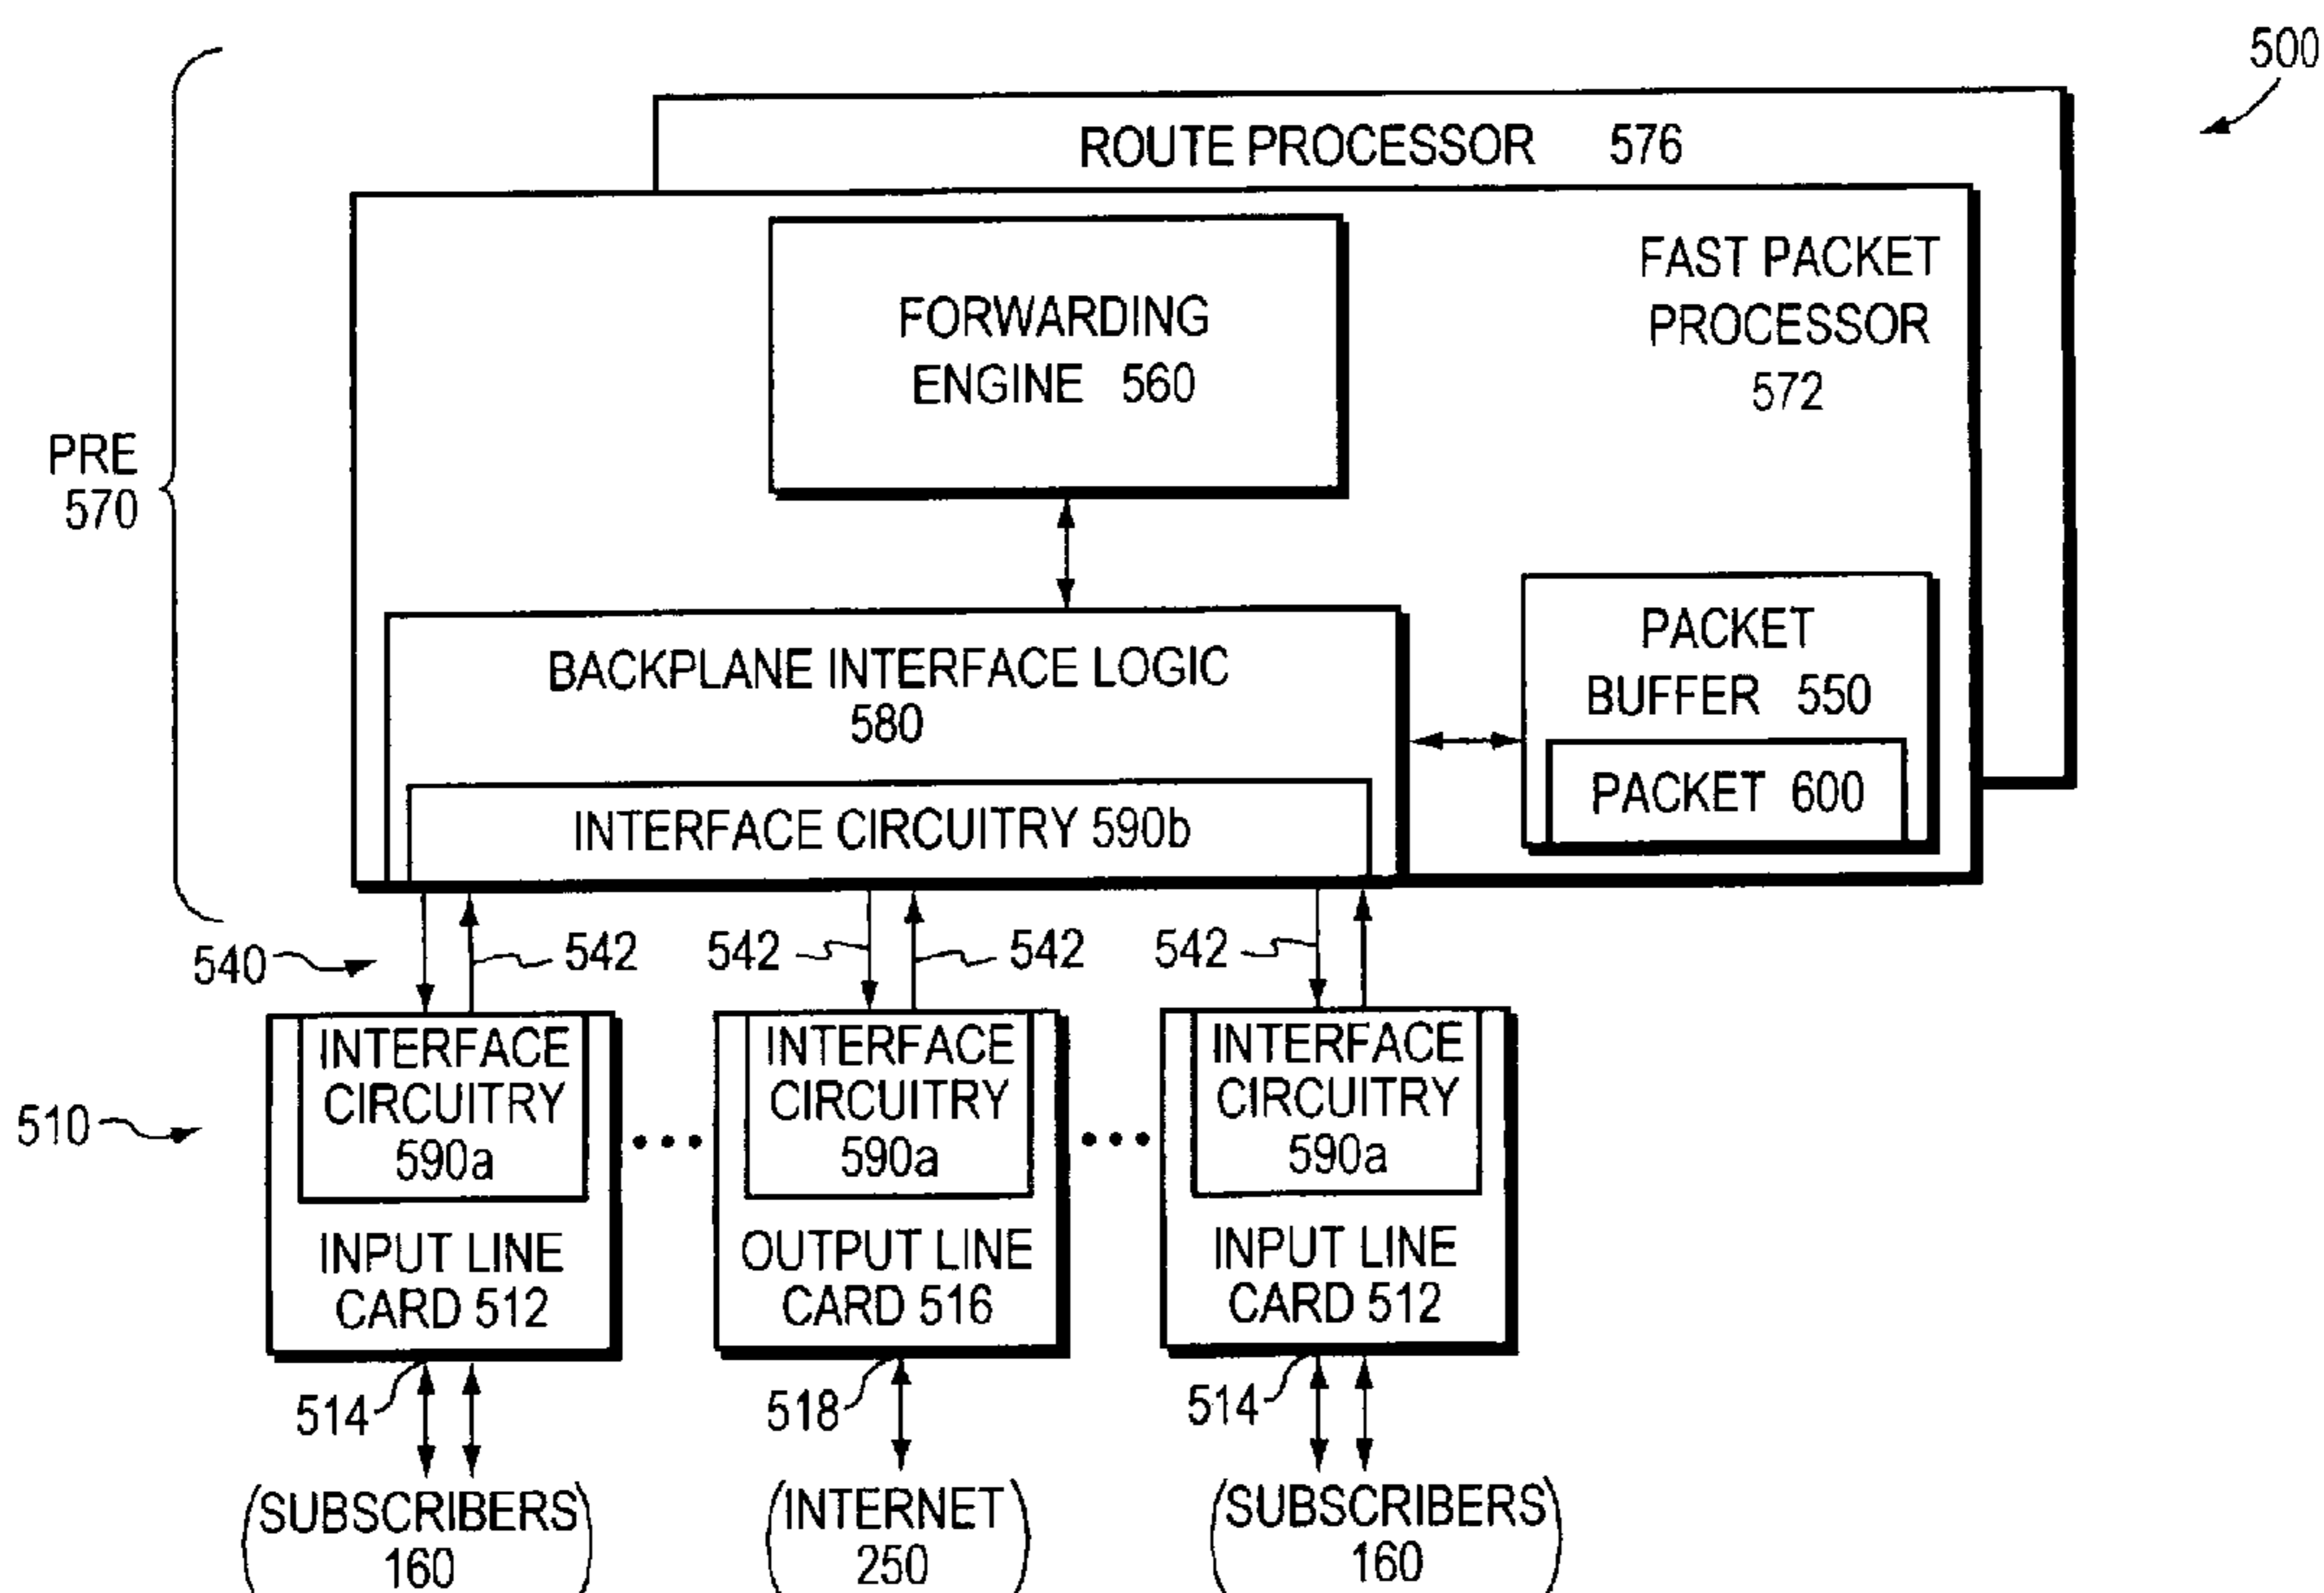 500
ROUTE PROCESSOR 576
FAST PACKET
PROCESSOR
572
FORWARDING
ENGINE 560
PRE
570
PACKET
BUFFER 550
PACKET 600
BACKPLANE INTERFACE LOGIC
580
INTERFACE CIRCUITRY 590b
540
542
542
542
542
510
INTERFACE
CIRCUITRY
590a
INPUT LINE
CARD 512
INTERFACE
CIRCUITRY
590a
OUTPUT LINE
CARD 516
INTERFACE
CIRCUITRY
590a
INPUT LINE
CARD 512
514
518
514
(SUBSCRIBERS)
160
(INTERNET)
250
(SUBSCRIBERS)
160